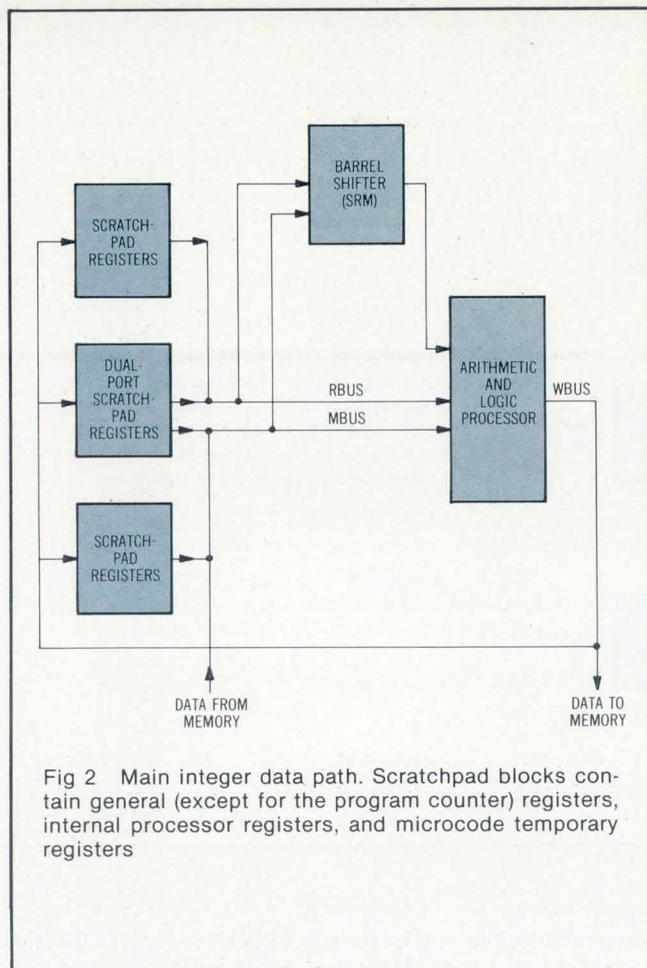 BARREL
SHIFTER
(SRM)
SCRATCH-
PAD
REGISTERS
DUAL-
PORT
SCRATCH-
PAD
REGISTERS
RBUS
MBUS
ARITHMETIC
AND
LOGIC
PROCESSOR
WBUS
SCRATCH-
PAD
REGISTERS
DATA FROM
MEMORY
DATA TO
MEMORY
Fig 2 Main integer data path. Scratchpad blocks con-
tain general (except for the program counter) registers,
internal processor registers, and microcode temporary
registers